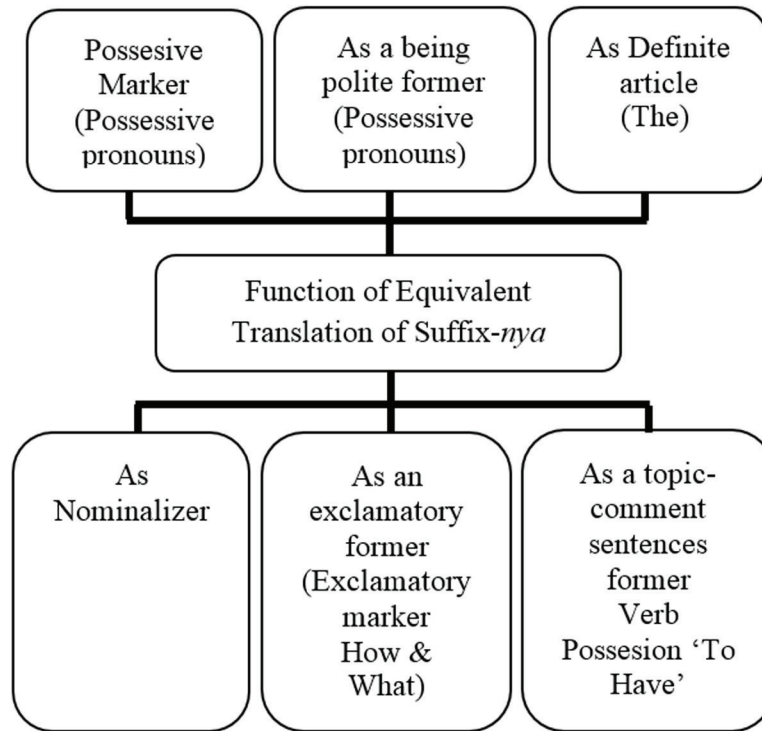 Possesive
Marker
(Possessive
pronouns)
As a being
polite former
(Possessive
pronouns)
As Definite
article
(The)
Function of Equivalent
Translation of Suffix-nya
As
Nominalizer
As an
exclamatory
former
(Exclamatory
marker
How &
What)
As a topic-
comment
sentences
former
Verb
Possesion ‘To
Have’